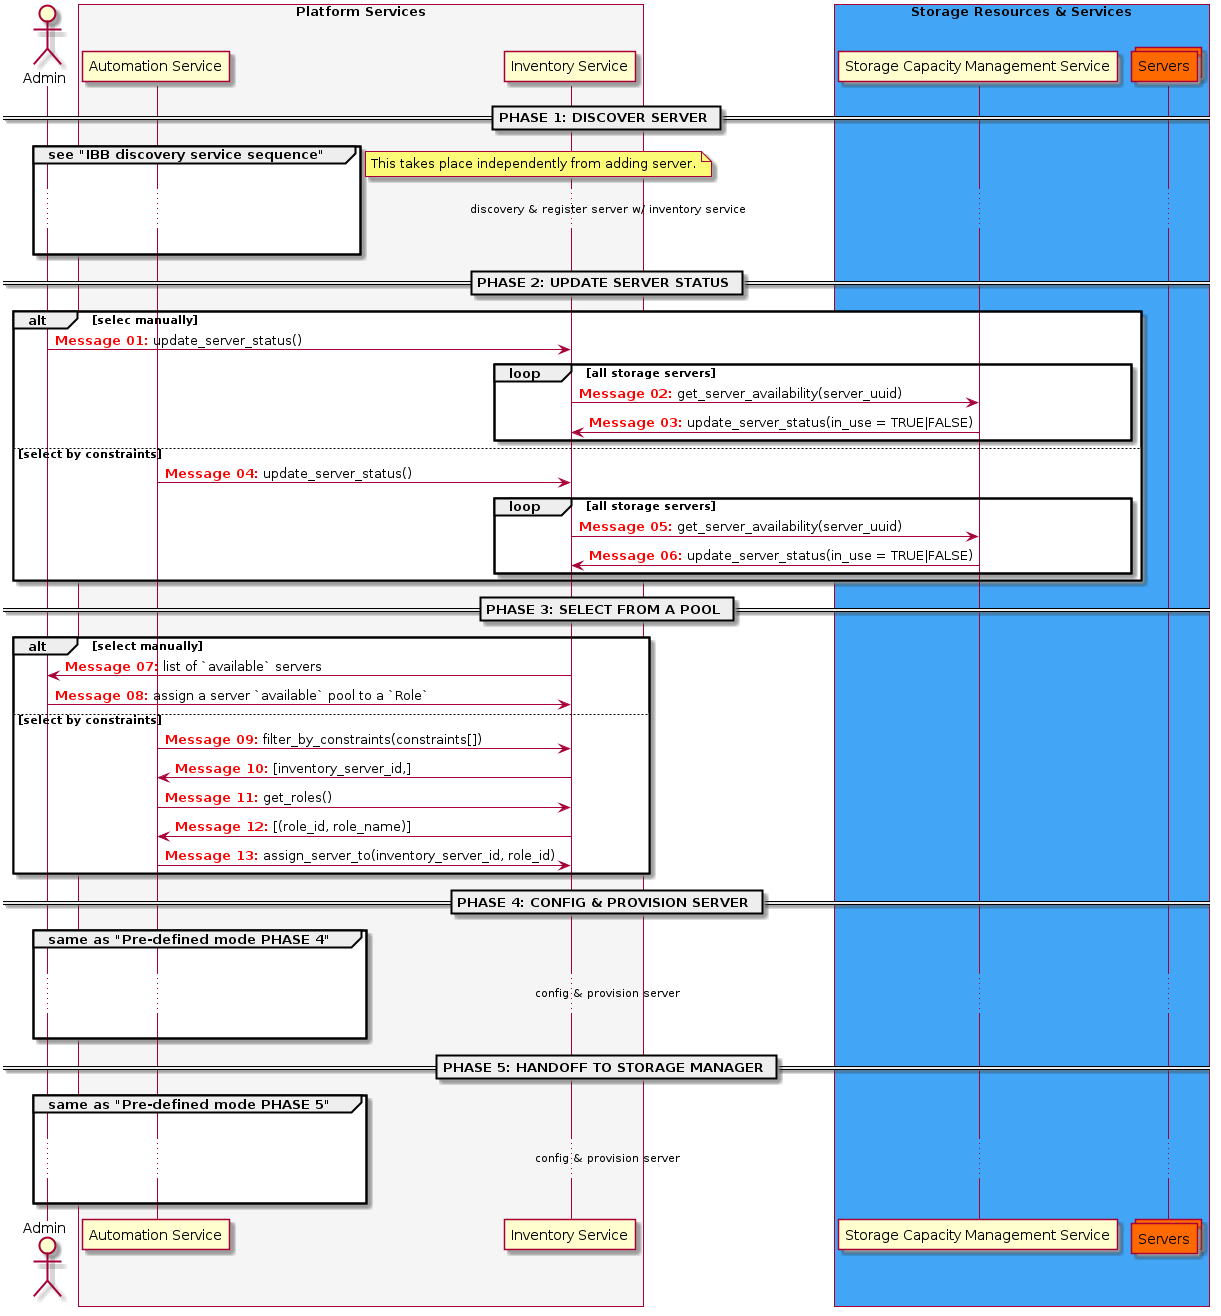 Platform Services
Storage Resources & Services
Admin
Automation Service
Inventory Service
Storage Capacity Management Service
Servers
PHASE 1: DISCOVER SERVER
see "IBB discovery service sequence"
This takes place independently from adding server.
discovery & register server w/ inventory service
PHASE 2: UPDATE SERVER STATUS
alt [selec manually]
Message 01: update_server_status()
loop [all storage servers]
Message 02: get_server_availability(server_uuid)
Message 03: update_server_status(in_use = TRUE|FALSE)
[select by constraints]
Message 04: update_server_status()
loop [all storage servers]
Message 05: get_server_availability(server_uuid)
Message 06: update_server_status(in_use = TRUE|FALSE)
PHASE 3: SELECT FROM A POOL
alt [select manually]
Message 07: list of `available` servers
Message 08: assign a server `available` pool to a `Role`
[select by constraints]
Message 09: filter_by_constraints(constraints[])
Message 10: [inventory_server_id,]
Message 11: get_roles()
Message 12: [(role_id, role_name)]
Message 13: assign_server_to(inventory_server_id, role_id)
PHASE 4: CONFIG & PROVISION SERVER
same as "Pre-defined mode PHASE 4"
config & provision server
PHASE 5: HANDOFF TO STORAGE MANAGER
same as "Pre-defined mode PHASE 5"
config & provision server
Admin
Automation Service
Inventory Service
Storage Capacity Management Service
Servers